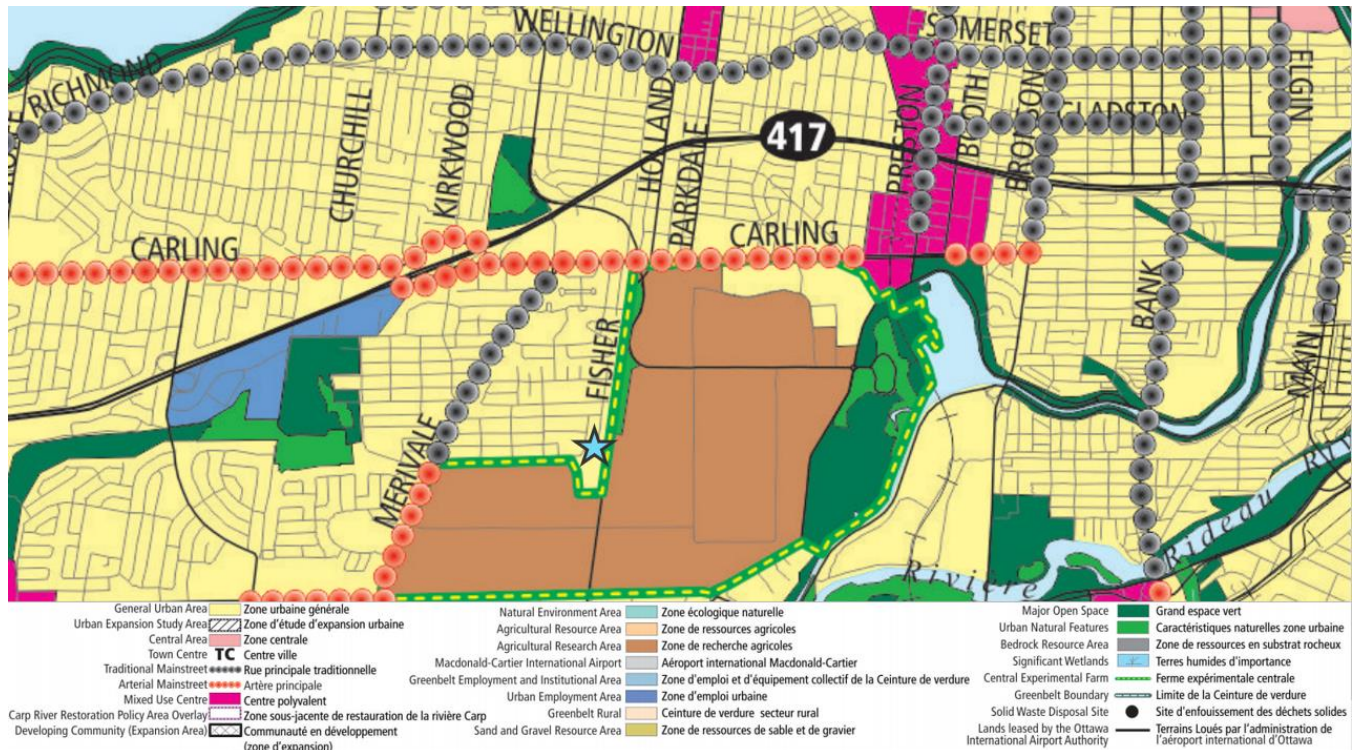 WELLINGTON
SOMERSET
RICHMOND
ELGIN
CHURCHILL
KIRKWOOD
HOLLAND
PARKDALE
417
PRESTON
BOOTH
BRONSON
GLADSTON
CARLING
CARLING
FISHER
BANK
MAIN
MERIVALE
Rivière
Rideau
General Urban Area Zone urbaine générale
Urban Expansion Study Area Zone d'étude d'expansion urbaine
Central Area Zone centrale
Town Centre TC Centre ville
Traditional Mainstreet Rue principale traditionnelle
Arterial Mainstreet Artère principale
Mixed Use Centre Centre polyvalent
Carp River Restoration Policy Area Overlay Zone sous-jacente de restauration de la rivière Carp
Developing Community (Expansion Area) Communauté en développement
(zone d'expansion)
Natural Environment Area Zone écologique naturelle
Agricultural Resource Area Zone de ressources agricoles
Agricultural Research Area Zone de recherche agricoles
Macdonald-Cartier International Airport Aéroport international Macdonald-Cartier
Greenbelt Employment and Institutional Area Zone d'emploi et d'équipement collectif de la Ceinture de verdure
Urban Employment Area Zone d'emploi urbaine
Greenbelt Rural Ceinture de verdure secteur rural
Sand and Gravel Resource Area Zone de ressources de sable et de gravier
Major Open Space Grand espace vert
Urban Natural Features Caractéristiques naturelles zone urbaine
Bedrock Resource Area Zone de ressources en substrat rocheux
Significant Wetlands Terres humides d'importance
Central Experimental Farm Ferme expérimentale centrale
Greenbelt Boundary Limite de la Ceinture de verdure
Solid Waste Disposal Site Site d'enfouissement des déchets solides
Lands leased by the Ottawa Terrains Loués par l'administration de
International Airport Authority l'aéroport international d'Ottawa